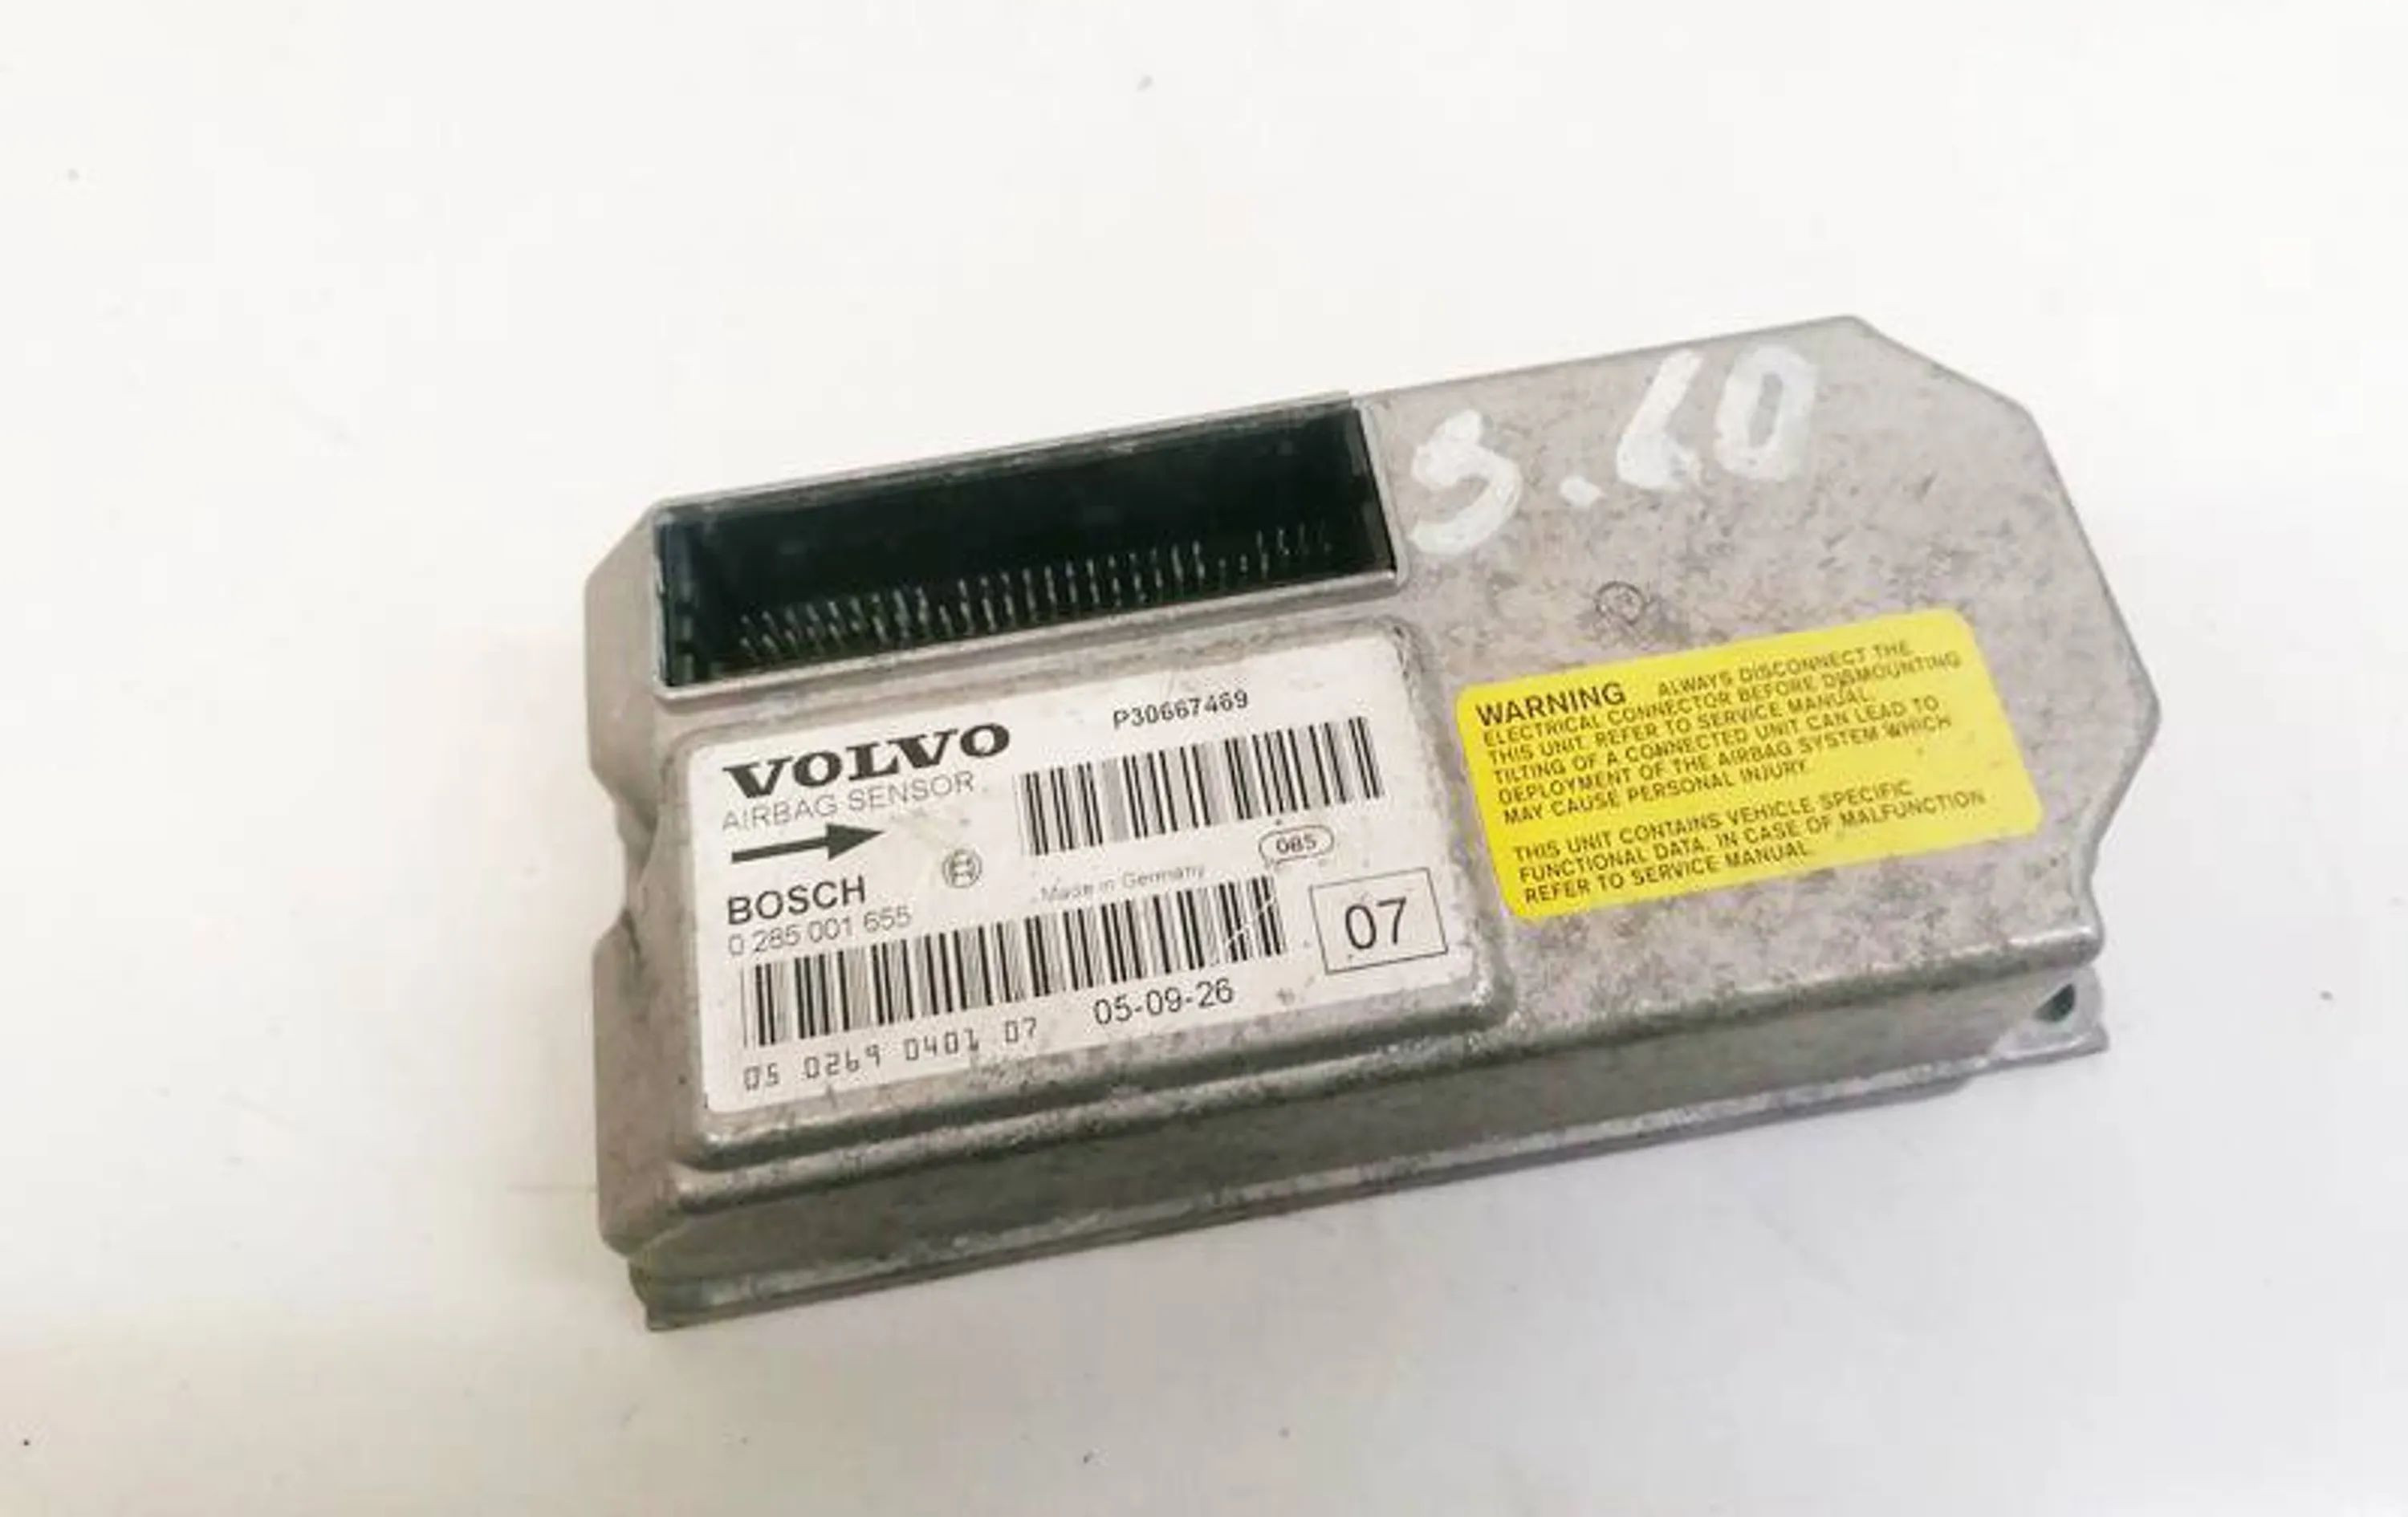 S.60
VOLVO
P30667469
AIRBAG SENSOR
BOSCH
0 285 001 655
Made in Germany
085
07
05-09-26
05 0269 0401 07
WARNING ALWAYS DISCONNECT THE
ELECTRICAL CONNECTOR BEFORE DISMOUNTING
THIS UNIT. REFER TO SERVICE MANUAL.
TILTING OF A CONNECTED UNIT CAN LEAD TO
DEPLOYMENT OF THE AIRBAG SYSTEM WHICH
MAY CAUSE PERSONAL INJURY.
THIS UNIT CONTAINS VEHICLE SPECIFIC
FUNCTIONAL DATA. IN CASE OF MALFUNCTION
REFER TO SERVICE MANUAL.